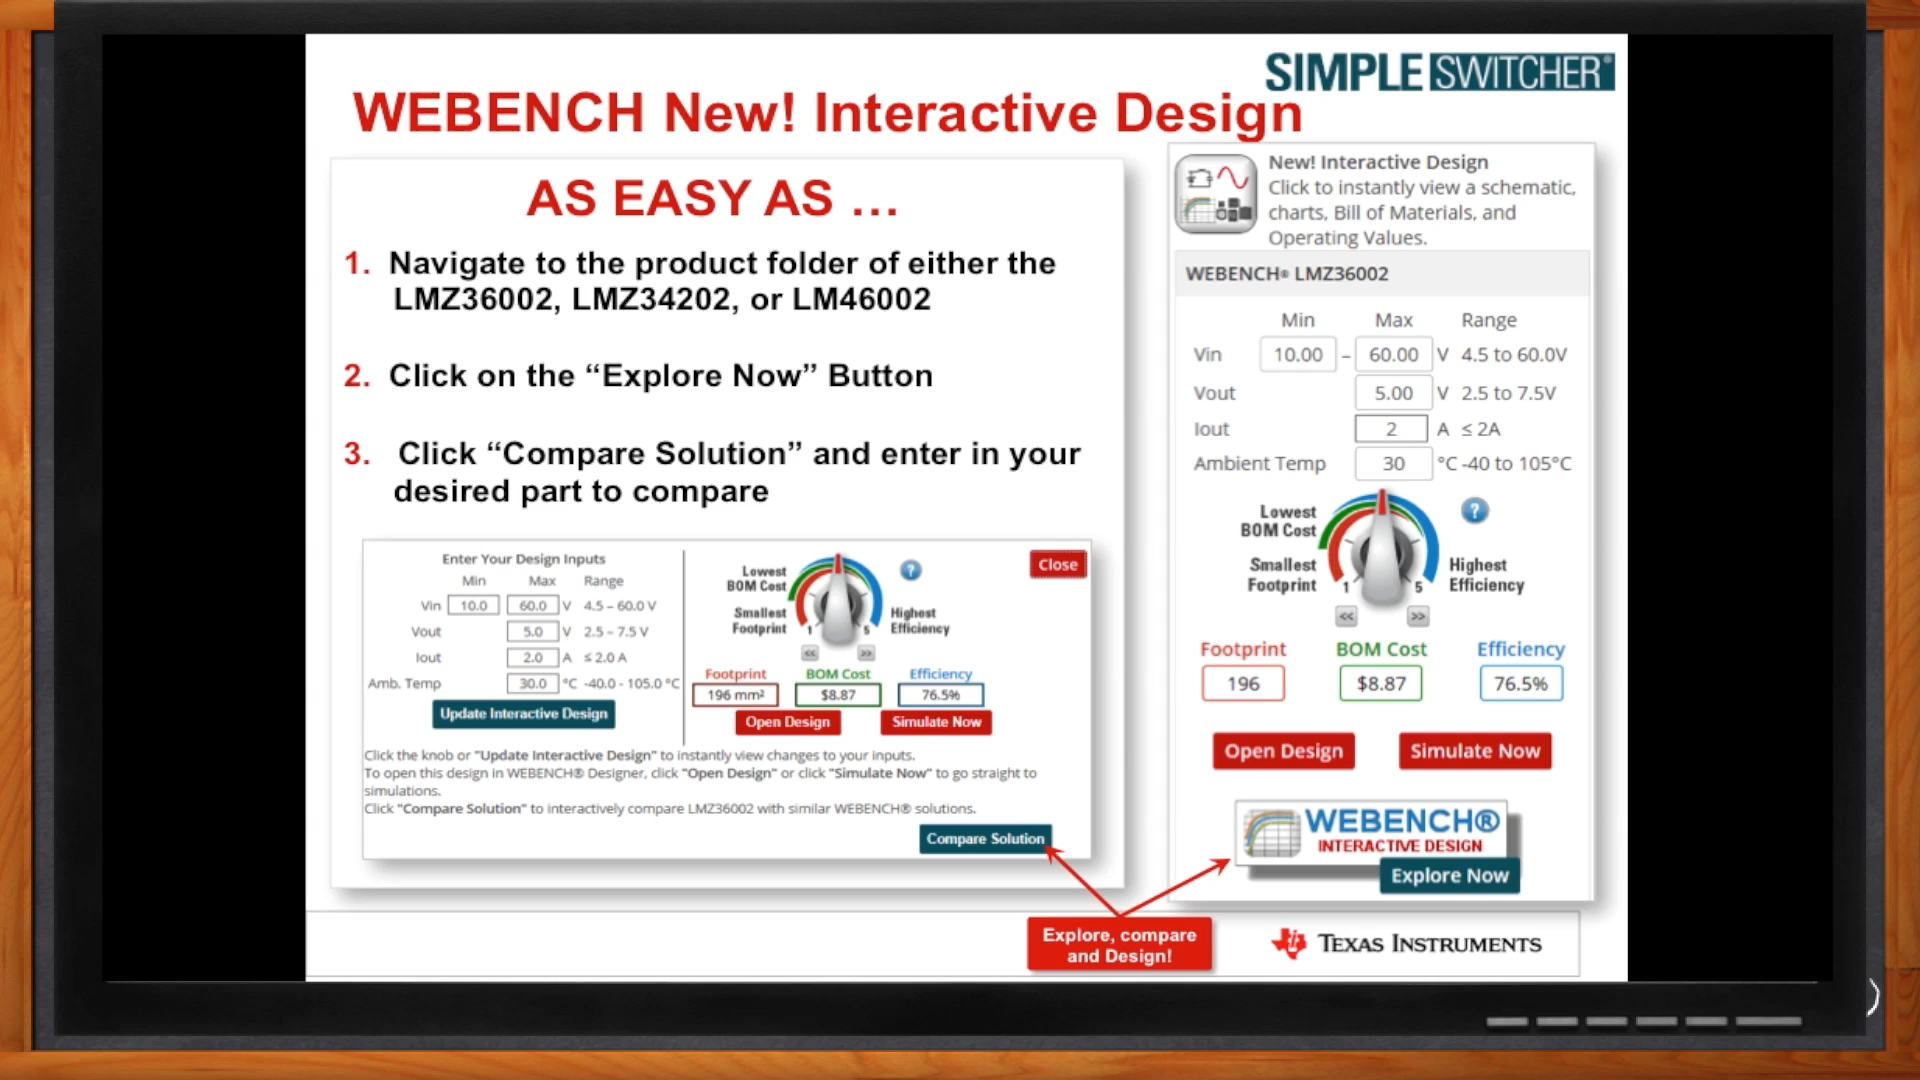 SIMPLE SWITCHER®
WEBENCH New! Interactive Design
AS EASY AS ...
1. Navigate to the product folder of either the
LMZ36002, LMZ34202, or LM46002
2. Click on the “Explore Now” Button
3. Click “Compare Solution” and enter in your
desired part to compare
Enter Your Design Inputs
Min Max Range
Vin 10.0 60.0 V 4.5 – 60.0 V
Vout 5.0 V 2.5 – 7.5 V
Iout 2.0 A ≤ 2.0 A
Amb. Temp 30.0 °C -40.0 - 105.0 °C
Update Interactive Design
Close
Lowest
BOM Cost
?
Smallest
Footprint
Highest
Efficiency
1 5
<< >>
Footprint BOM Cost Efficiency
196 mm² $8.87 76.5%
Open Design Simulate Now
Click the knob or "Update Interactive Design" to instantly view changes to your inputs.
To open this design in WEBENCH® Designer, click "Open Design" or click "Simulate Now" to go straight to
simulations.
Click "Compare Solution" to interactively compare LMZ36002 with similar WEBENCH® solutions.
Compare Solution
New! Interactive Design
Click to instantly view a schematic,
charts, Bill of Materials, and
Operating Values.
WEBENCH® LMZ36002
Min Max Range
Vin 10.00 – 60.00 V 4.5 to 60.0V
Vout 5.00 V 2.5 to 7.5V
Iout 2 A ≤ 2A
Ambient Temp 30 °C -40 to 105°C
Lowest
BOM Cost
?
Smallest
Footprint
Highest
Efficiency
1 5
<< >>
Footprint BOM Cost Efficiency
196 $8.87 76.5%
Open Design Simulate Now
WEBENCH®
INTERACTIVE DESIGN
Explore Now
Explore, compare
and Design!
TEXAS INSTRUMENTS